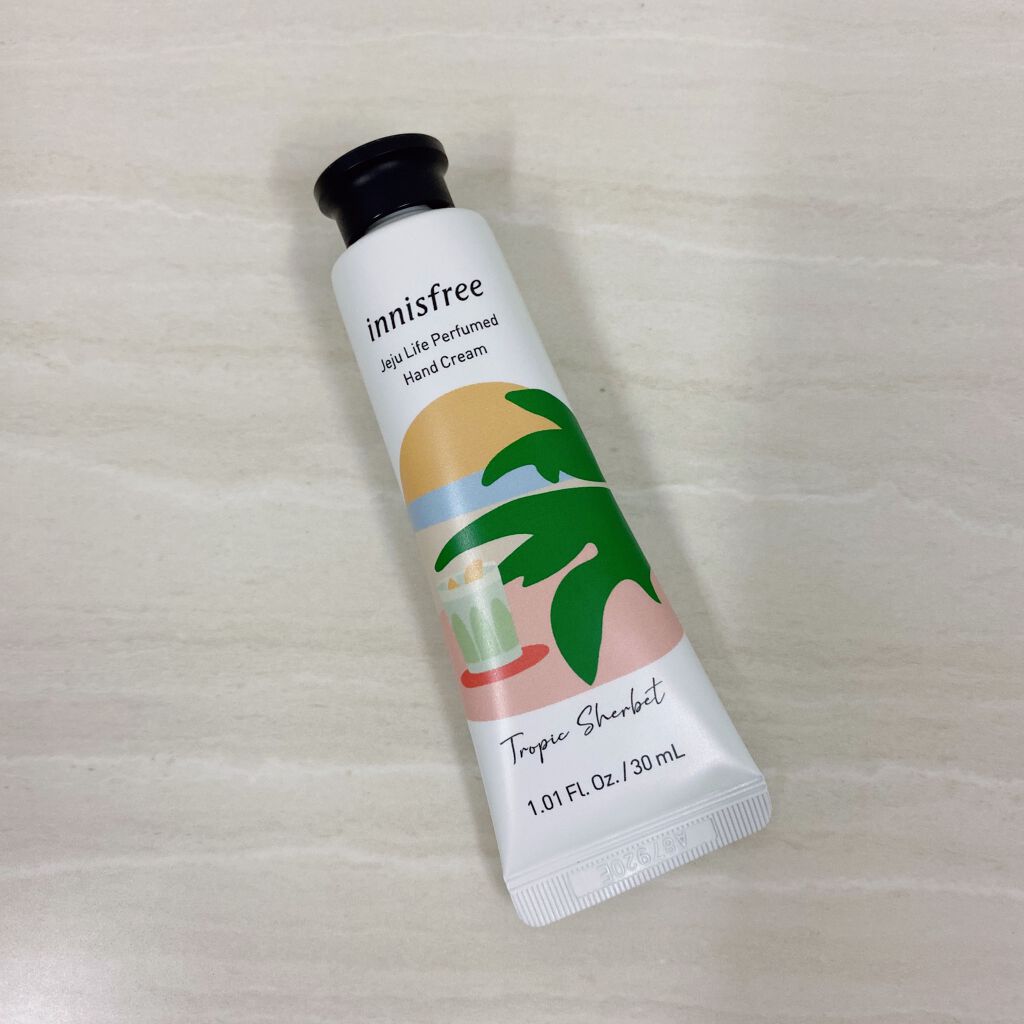 innisfree
Jeju Life Perfumed
Hand Cream
Tropic Sherbet
1.01 Fl. Oz. / 30 mL